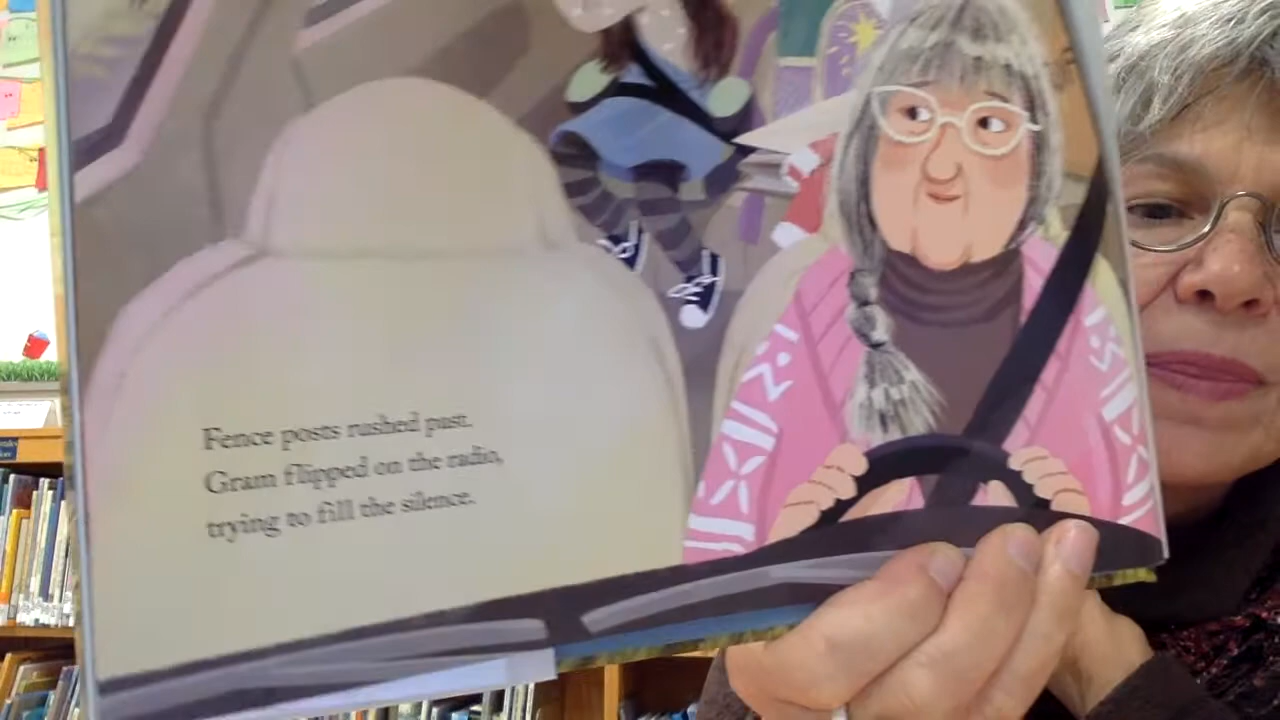 Fence posts rushed past.
Gram flipped on the radio,
trying to fill the silence.